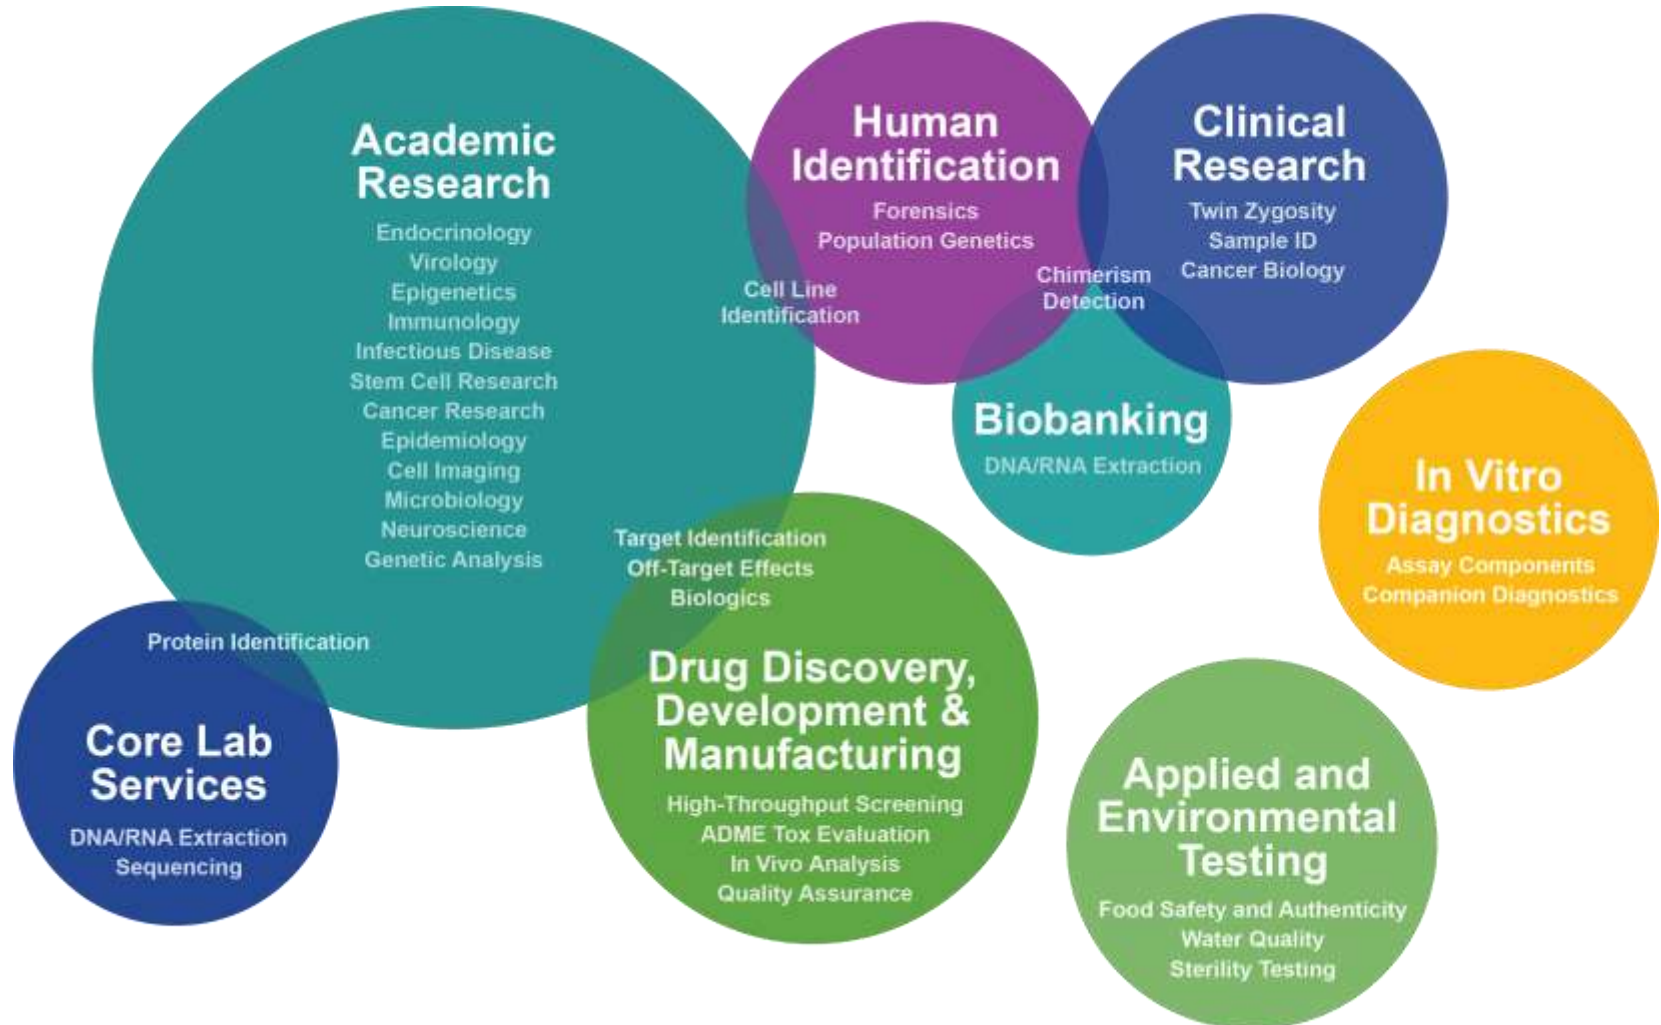 Academic
Research
Endocrinology
Virology
Epigenetics
Immunology
Infectious Disease
Stem Cell Research
Cancer Research
Epidemiology
Cell Imaging
Microbiology
Neuroscience
Genetic Analysis
Cell Line
Identification
Human
Identification
Forensics
Population Genetics
Chimerism
Detection
Clinical
Research
Twin Zygosity
Sample ID
Cancer Biology
Biobanking
DNA/RNA Extraction
In Vitro
Diagnostics
Assay Components
Companion Diagnostics
Protein Identification
Core Lab
Services
DNA/RNA Extraction
Sequencing
Target Identification
Off-Target Effects
Biologics
Drug Discovery,
Development &
Manufacturing
High-Throughput Screening
ADME Tox Evaluation
In Vivo Analysis
Quality Assurance
Applied and
Environmental
Testing
Food Safety and Authenticity
Water Quality
Sterility Testing